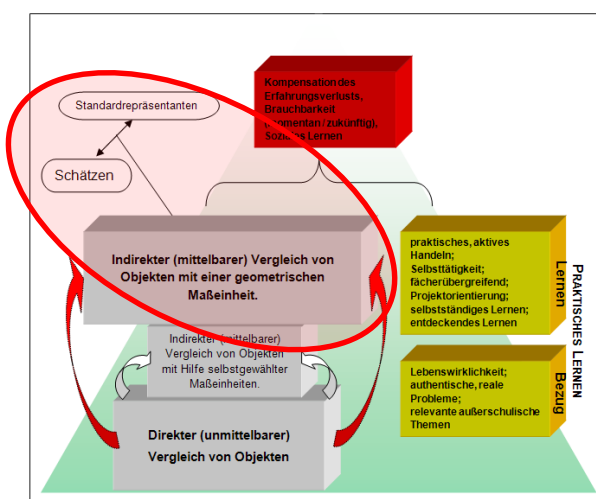 Kompensation des
Erfahrungsverlusts,
Brauchbarkeit
(momentan / zukünftig),
Soziales Lernen
Standardrepräsentanten
Schätzen
Indirekter (mittelbarer) Vergleich von
Objekten mit einer geometrischen
Maßeinheit.
Indirekter (mittelbarer)
Vergleich von Objekten
mit Hilfe selbstgewählter
Maßeinheiten.
Direkter (unmittelbarer)
Vergleich von Objekten
praktisches, aktives
Handeln;
Selbsttätigkeit;
fächerübergreifend;
Projektorientierung;
selbstständiges Lernen;
entdeckendes Lernen
Lernen
Lebenswirklichkeit;
authentische, reale
Probleme;
relevante außerschulische
Themen
Bezug
PRAKTISCHES LERNEN